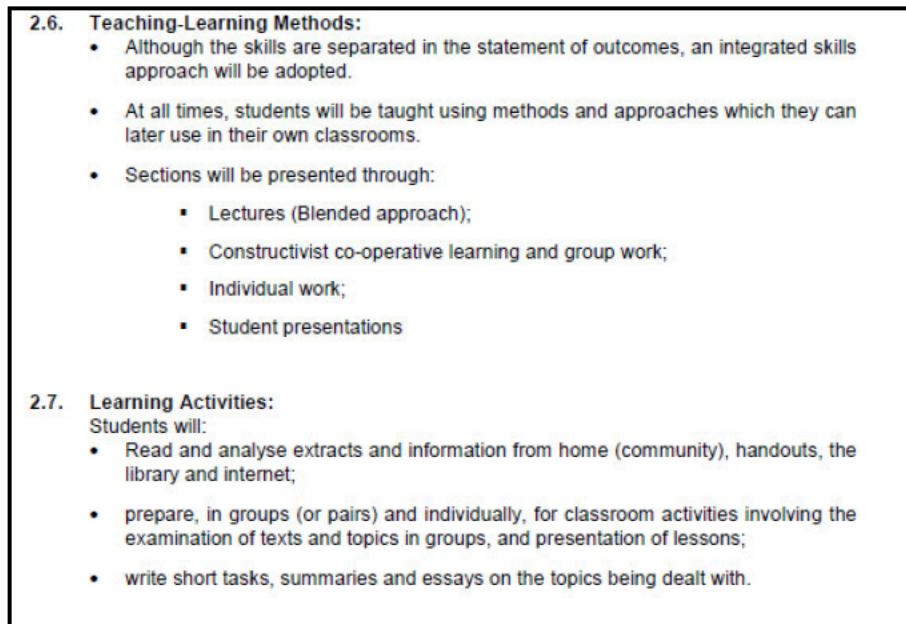 2.6. Teaching-Learning Methods:
• Although the skills are separated in the statement of outcomes, an integrated skills
approach will be adopted.
• At all times, students will be taught using methods and approaches which they can
later use in their own classrooms.
• Sections will be presented through:
▪ Lectures (Blended approach);
▪ Constructivist co-operative learning and group work;
▪ Individual work;
▪ Student presentations
2.7. Learning Activities:
Students will:
• Read and analyse extracts and information from home (community), handouts, the
library and internet;
• prepare, in groups (or pairs) and individually, for classroom activities involving the
examination of texts and topics in groups, and presentation of lessons;
• write short tasks, summaries and essays on the topics being dealt with.